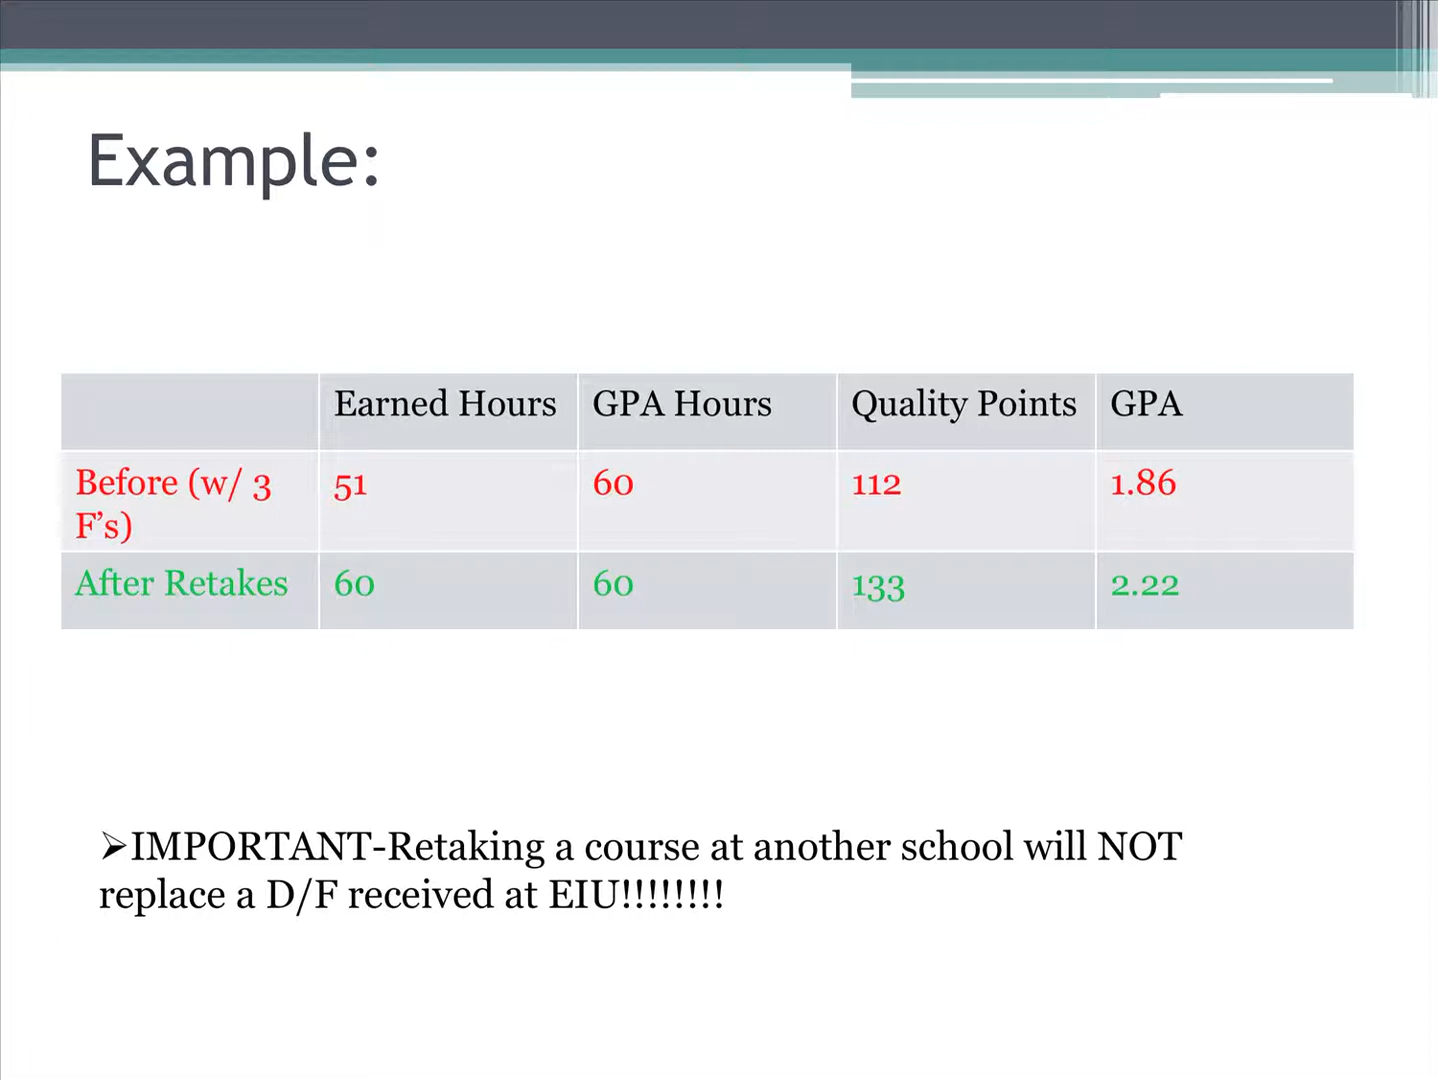 Example:
Earned Hours GPA Hours Quality Points GPA
Before (w/ 3 51 60 112 1.86
F’s)
After Retakes 60 60 133 2.22
➢IMPORTANT-Retaking a course at another school will NOT
replace a D/F received at EIU!!!!!!!!